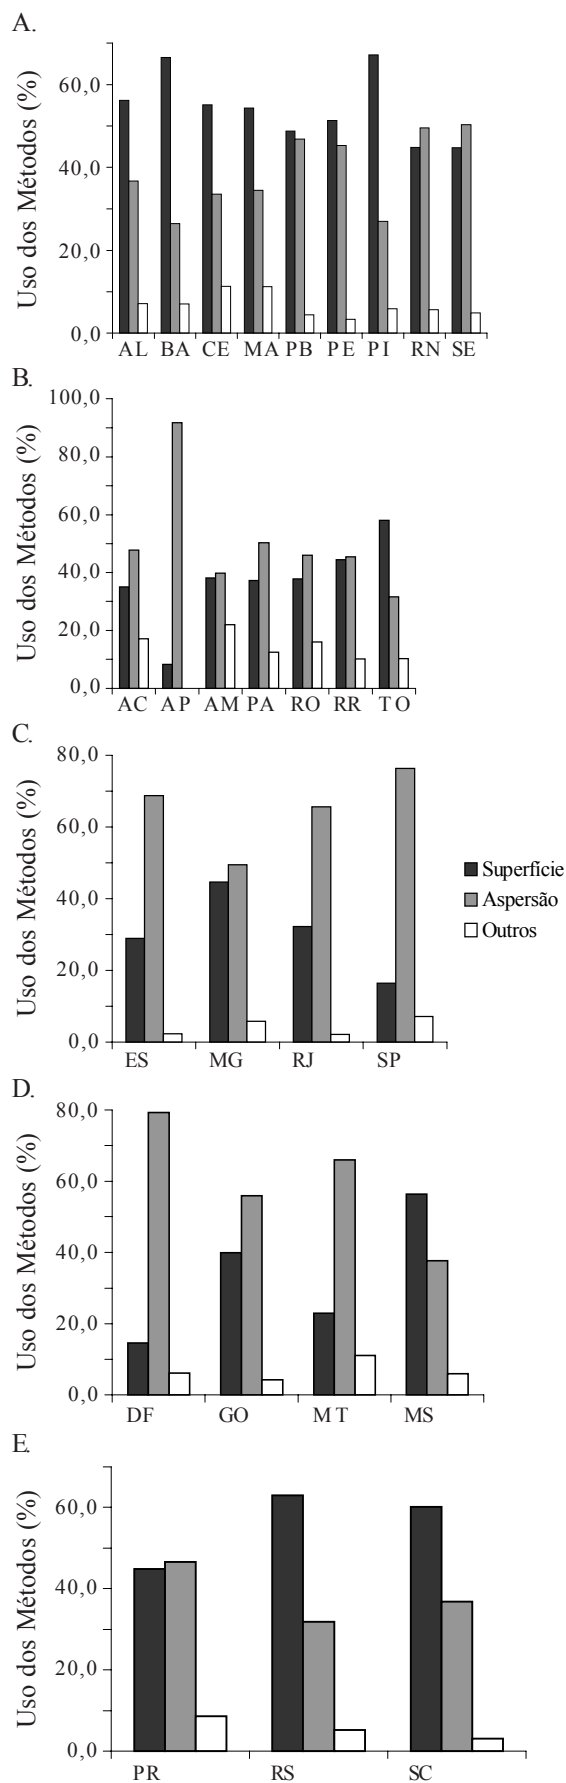 A.
Uso dos Métodos (%)
60,0
40,0
20,0
0,0
AL BA CE MA PB PE PI RN SE
B.
Uso dos Métodos (%)
100,0
80,0
60,0
40,0
20,0
0,0
AC AP AM PA RO RR TO
C.
Uso dos Métodos (%)
80,0
60,0
40,0
20,0
0,0
ES MG RJ SP
Superfície
Aspersão
Outros
D.
Uso dos Métodos (%)
80,0
60,0
40,0
20,0
0,0
DF GO MT MS
E.
Uso dos Métodos (%)
60,0
40,0
20,0
0,0
PR RS SC